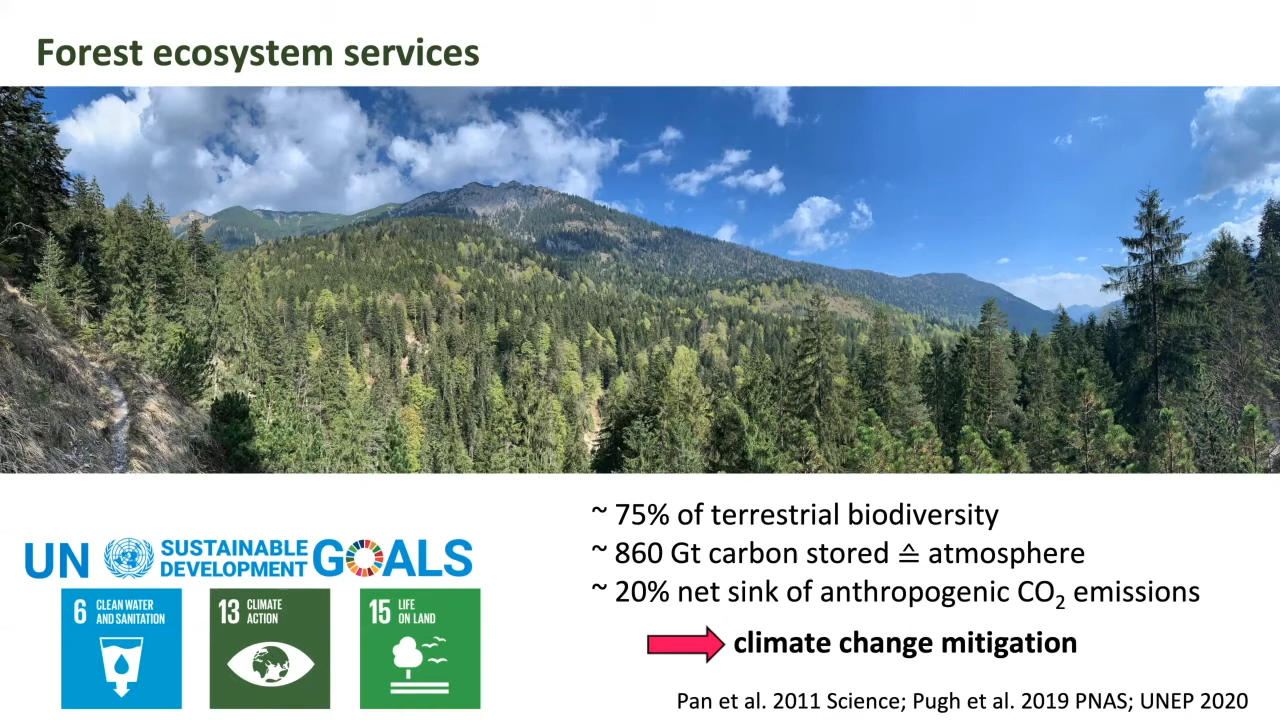 Forest ecosystem services
~ 75% of terrestrial biodiversity
~ 860 Gt carbon stored ≙ atmosphere
~ 20% net sink of anthropogenic CO₂ emissions
climate change mitigation
UN SUSTAINABLE DEVELOPMENT GOALS
6 CLEAN WATER AND SANITATION
13 CLIMATE ACTION
15 LIFE ON LAND
Pan et al. 2011 Science; Pugh et al. 2019 PNAS; UNEP 2020